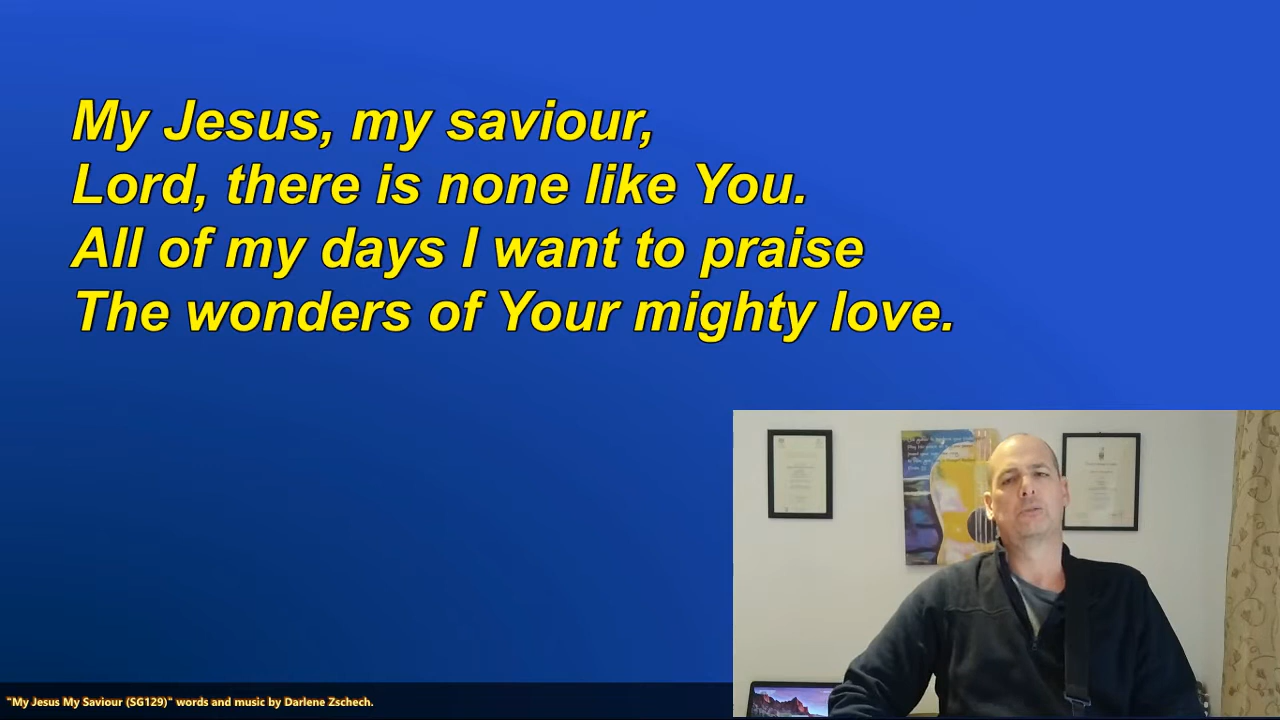 My Jesus, my saviour,
Lord, there is none like You.
All of my days I want to praise
The wonders of Your mighty love.
"My Jesus My Saviour (SG129)" words and music by Darlene Zschech.